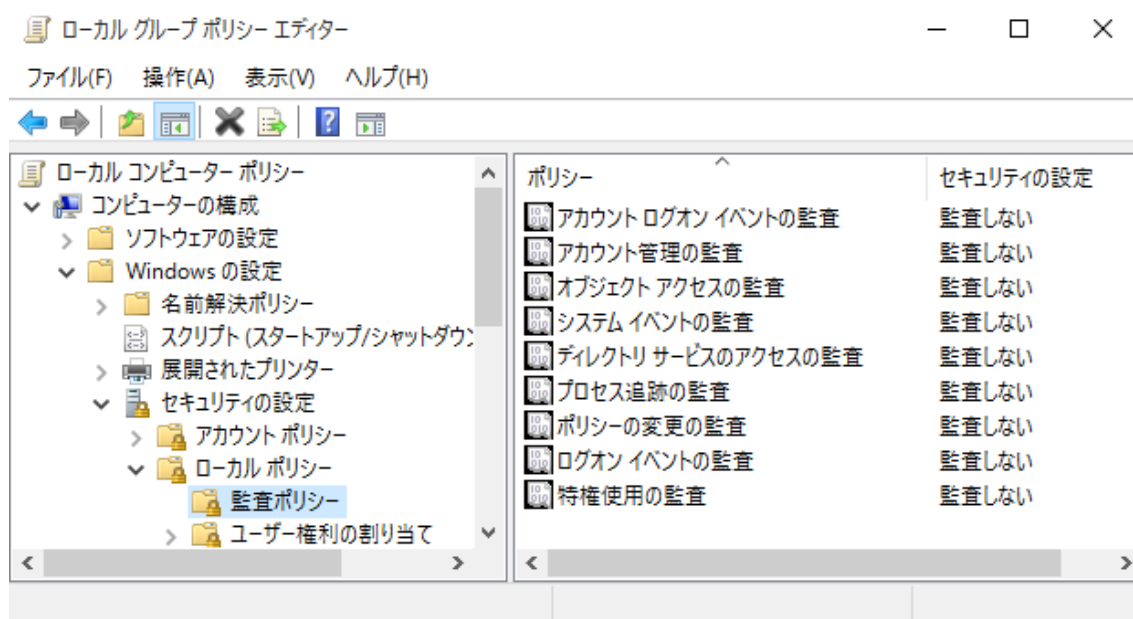 ローカル グループ ポリシー エディター
ファイル(F) 操作(A) 表示(V) ヘルプ(H)
ローカル コンピューター ポリシー
コンピューターの構成
ソフトウェアの設定
Windows の設定
名前解決ポリシー
スクリプト (スタートアップ/シャットダウン
展開されたプリンター
セキュリティの設定
アカウント ポリシー
ローカル ポリシー
監査ポリシー
ユーザー権利の割り当て
ポリシー セキュリティの設定
アカウント ログオン イベントの監査 監査しない
アカウント管理の監査 監査しない
オブジェクト アクセスの監査 監査しない
システム イベントの監査 監査しない
ディレクトリ サービスのアクセスの監査 監査しない
プロセス追跡の監査 監査しない
ポリシーの変更の監査 監査しない
ログオン イベントの監査 監査しない
特権使用の監査 監査しない